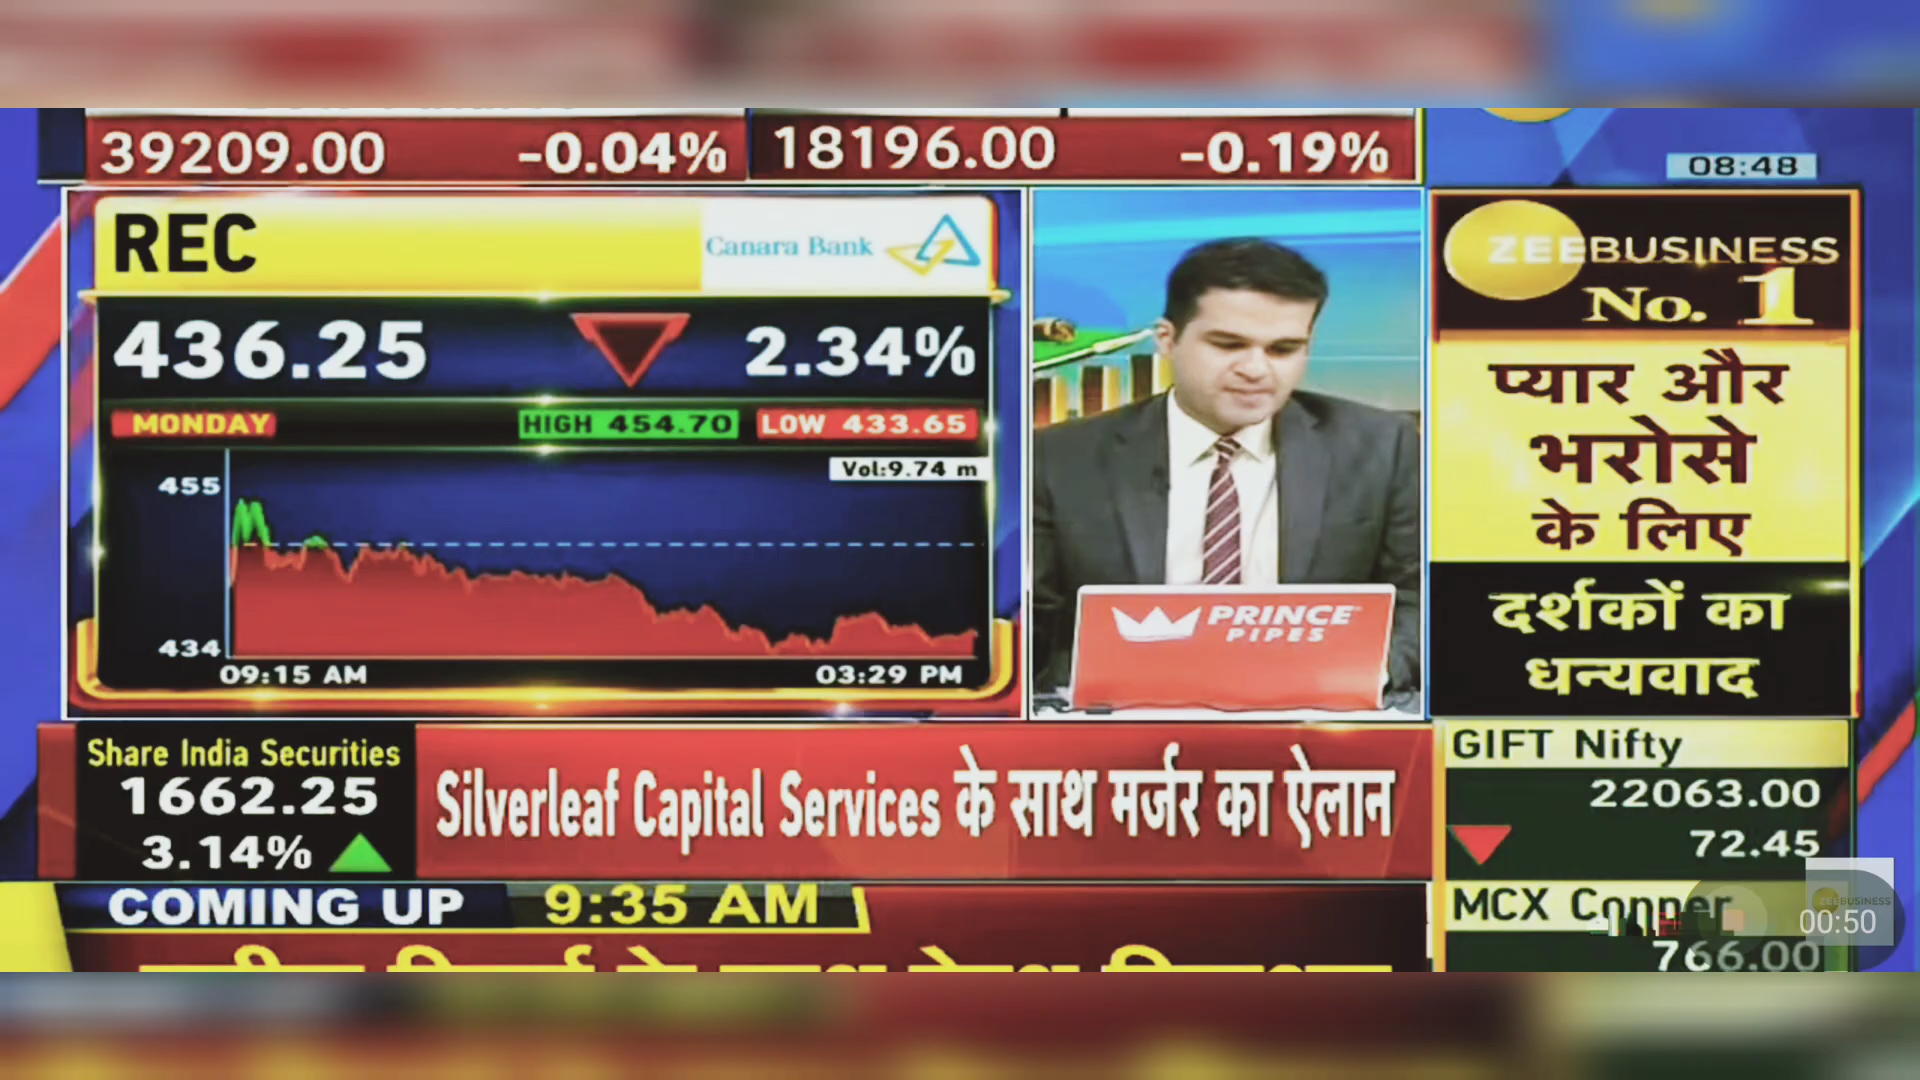 39209.00 -0.04% 18196.00 -0.19%
08:48
REC
Canara Bank
436.25 2.34%
MONDAY HIGH 454.70 LOW 433.65
Vol:9.74 m
455
434
09:15 AM 03:29 PM
PRINCE
PIPES
ZEEBUSINESS
No. 1
प्यार और
भरोसे
के लिए
दर्शकों का
धन्यवाद
Share India Securities
1662.25
3.14%
Silverleaf Capital Services के साथ मर्जर का ऐलान
GIFT Nifty
22063.00
72.45
MCX Copper
766.00
COMING UP 9:35 AM
ZEEBUSINESS
00:50